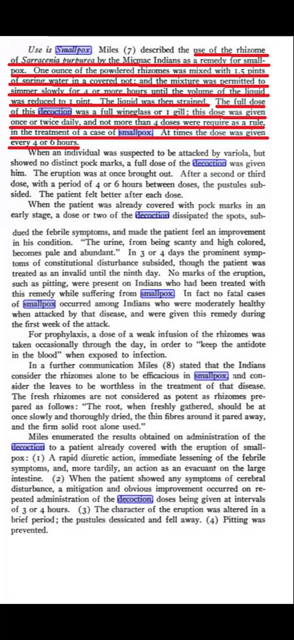 Use in Smallpox. Miles (7) described the use of the rhizome
of Sarracenia purpurea by the Micmac Indians as a remedy for small-
pox. One ounce of the powdered rhizomes was mixed with 1.5 pints
of spring water in a covered pot; and the mixture was permitted to
simmer slowly for 4 or more hours until the volume of the liquid
was reduced to 1 pint. The liquid was then strained. The full dose
of this decoction was a full wineglass or 1 gill; this dose was given
once or twice daily, and not more than 4 doses were require as a rule,
in the treatment of a case of smallpox. At times the dose was given
every 4 or 6 hours.
When an individual was suspected to be attacked by variola, but
showed no distinct pock marks, a full dose of the decoction was given
him. The eruption was at once brought out. After a second or third
dose, with a period of 4 or 6 hours between doses, the pustules sub-
sided. The patient felt better after each dose.
When the patient was already covered with pock marks in an
early stage, a dose or two of the decoction dissipated the spots, sub-
dued the febrile symptoms, and made the patient feel an improvement
in his condition. "The urine, from being scanty and high colored,
becomes pale and abundant." In 3 or 4 days the prominent symp-
toms of constitutional disturbance subsided, though the patient was
treated as an invalid until the ninth day. No marks of the eruption,
such as pitting, were present on Indians who had been treated with
this remedy while suffering from smallpox. In fact no fatal cases
of smallpox occurred among Indians who were moderately healthy
when attacked by that disease, and were given this remedy during
the first week of the attack.
For prophylaxis, a dose of a weak infusion of the rhizomes was
taken occasionally through the day, in order to "keep the antidote
in the blood" when exposed to infection.
In a further communication Miles (8) stated that the Indians
consider the rhizomes alone to be efficacious in smallpox, and con-
sider the leaves to be worthless in the treatment of that disease.
The fresh rhizomes are not considered as potent as rhizomes pre-
pared as follows: "The root, when freshly gathered, should be at
once slowly and thoroughly dried, the thin fibres around it pared away,
and the firm solid root alone used."
Miles enumerated the results obtained on administration of the
decoction to a patient already covered with the eruption of small-
pox: (1) A rapid diuretic action, immediate lessening of the febrile
symptoms, and, more tardily, an action as an evacuant on the large
intestine. (2) When the patient showed any symptoms of cerebral
disturbance, a mitigation and obvious improvement occurred on re-
peated administration of the decoction, doses being given at intervals
of 3 or 4 hours. (3) The character of the eruption was altered in a
brief period; the pustules dessicated and fell away. (4) Pitting was
prevented.